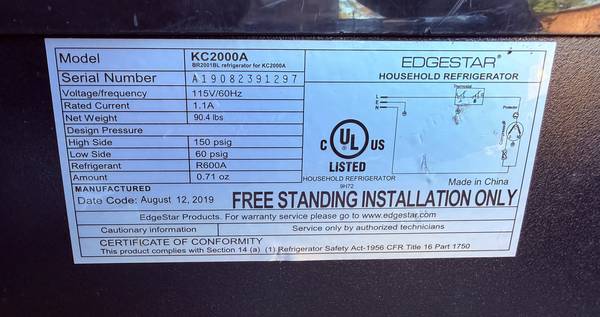 Model KC2000A
BR2001BL refrigerator for KC2000A
Serial Number A19082391297
Voltage/frequency 115V/60Hz
Rated Current 1.1A
Net Weight 90.4 lbs
Design Pressure
High Side 150 psig
Low Side 60 psig
Refrigerant R600A
Amount 0.71 oz
MANUFACTURED
Date Code: August 12, 2019
EDGESTAR®
HOUSEHOLD REFRIGERATOR
Thermostat
L
E
N
Protector
C UL US
®
LISTED
HOUSEHOLD REFRIGERATOR
9H72
Made in China
FREE STANDING INSTALLATION ONLY
EdgeStar Products. For warranty service please go to www.edgestar.com
Cautionary information Service only by authorized technicians
CERTIFICATE OF CONFORMITY
This product complies with Section 14 (a) (1) Refrigerator Safety Act-1956 CFR Title 16 Part 1750